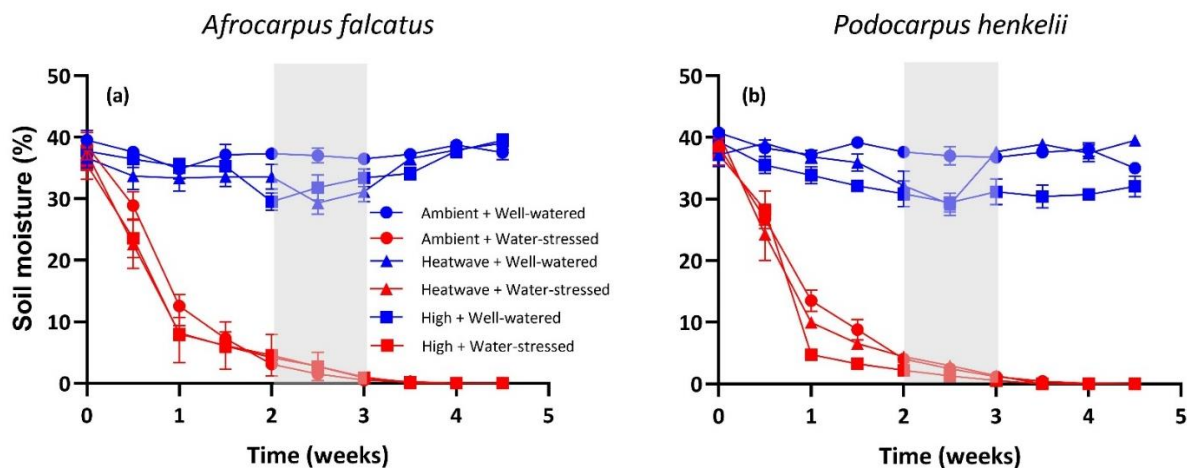 Afrocarpus falcatus
Podocarpus henkelii
(a)
Soil moisture (%)
50
40
30
20
10
0
0 1 2 3 4 5
Time (weeks)
Ambient + Well-watered
Ambient + Water-stressed
Heatwave + Well-watered
Heatwave + Water-stressed
High + Well-watered
High + Water-stressed
(b)
50
40
30
20
10
0
0 1 2 3 4 5
Time (weeks)